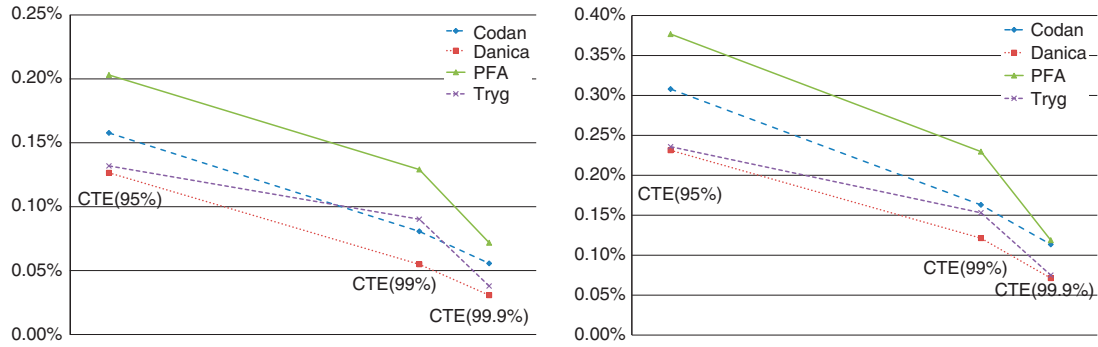 0.25%
0.20%
0.15%
0.10%
0.05%
0.00%
Codan
Danica
PFA
Tryg
CTE(95%)
CTE(99%)
CTE(99.9%)
0.40%
0.35%
0.30%
0.25%
0.20%
0.15%
0.10%
0.05%
0.00%
Codan
Danica
PFA
Tryg
CTE(95%)
CTE(99%)
CTE(99.9%)